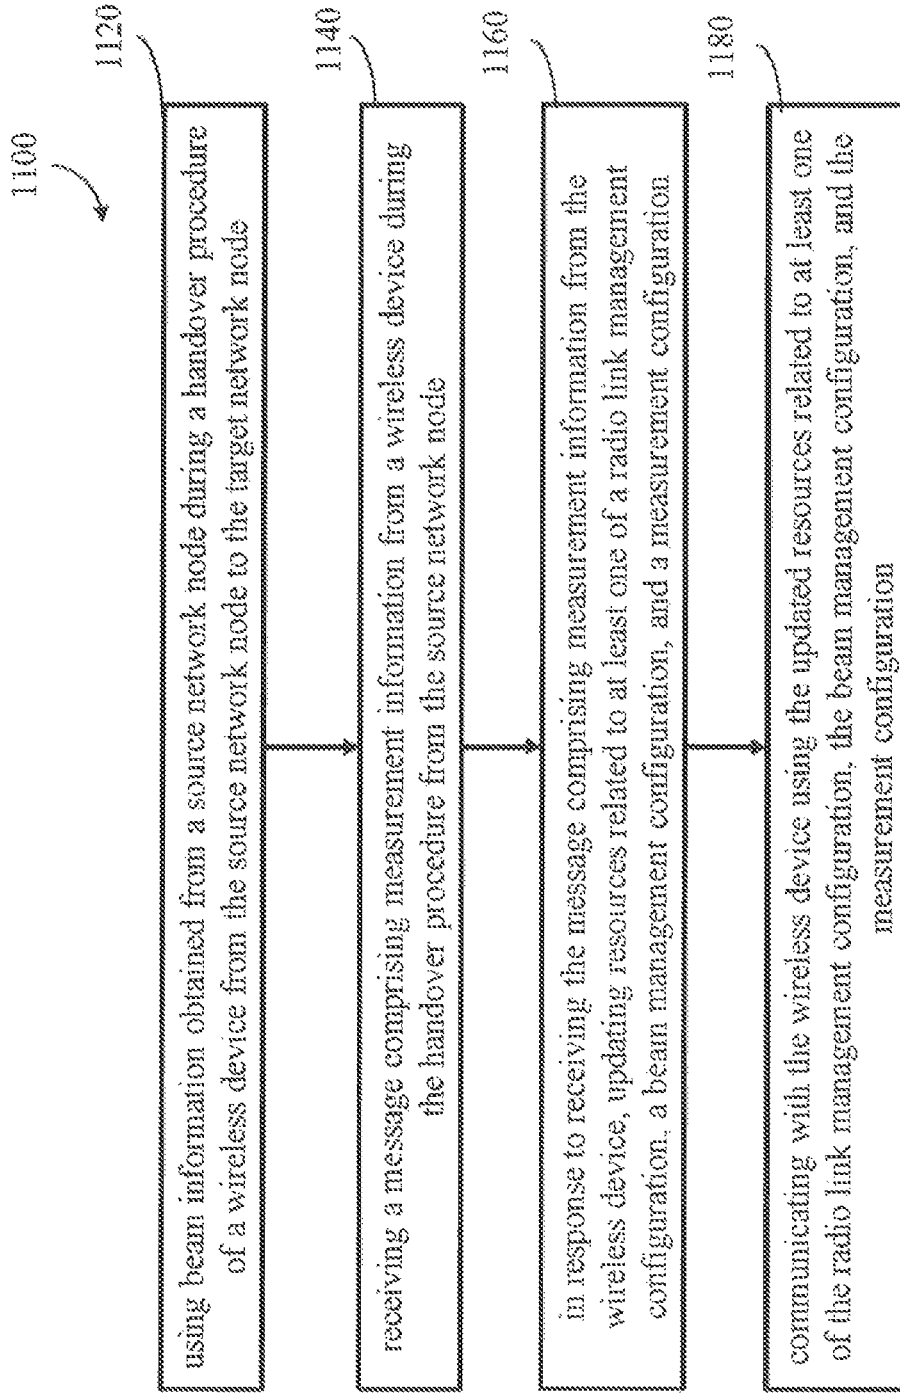 1100
1120
using beam information obtained from a source network node during a handover procedure
of a wireless device from the source network node to the target network node
1140
receiving a message comprising measurement information from a wireless device during
the handover procedure from the source network node
1160
in response to receiving the message comprising measurement information from the
wireless device, updating resources related to at least one of a radio link management
configuration, a beam management configuration, and a measurement configuration
1180
communicating with the wireless device using the updated resources related to at least one
of the radio link management configuration, the beam management configuration, and the
measurement configuration